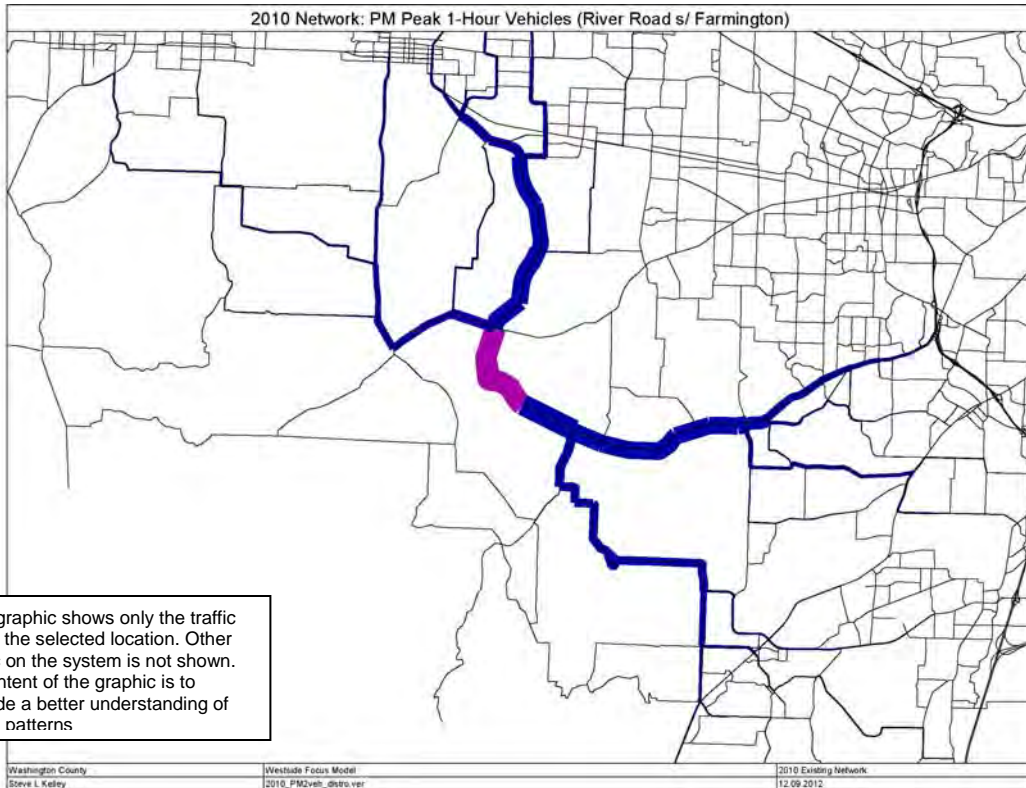 2010 Network: PM Peak 1-Hour Vehicles (River Road s/ Farmington)
graphic shows only the traffic
the selected location. Other
on the system is not shown.
ntent of the graphic is to
de a better understanding of
patterns
Washington County
Westside Focus Model
2010 Existing Network
Steve L Kelley
2010_PM2veh_distro.ver
12.09.2012